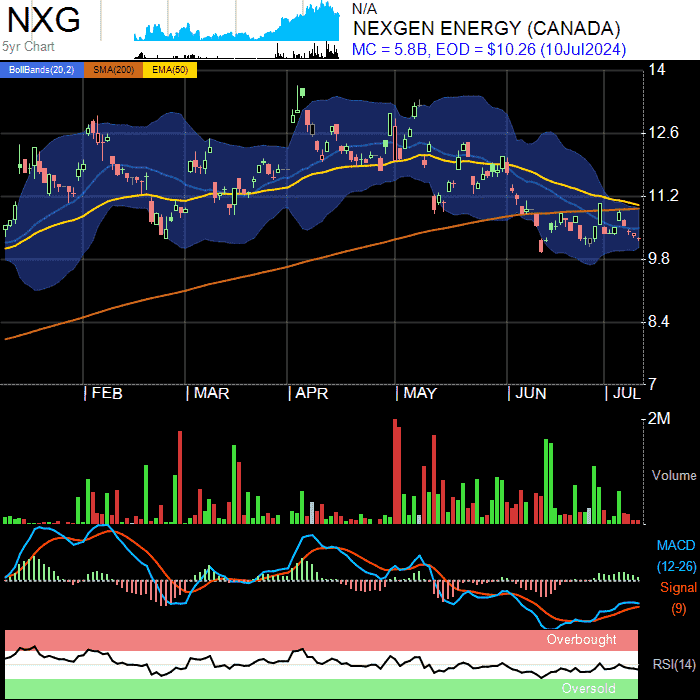 NXG
5yr Chart
N/A
NEXGEN ENERGY (CANADA)
MC = 5.8B, EOD = $10.26 (10Jul2024)
BollBands(20,2) SMA(200) EMA(50)
14
12.6
11.2
9.8
8.4
7
| FEB | MAR | APR | MAY | JUN | JUL
2M
Volume
MACD
(12-26)
Signal
(9)
Overbought
RSI(14)
Oversold